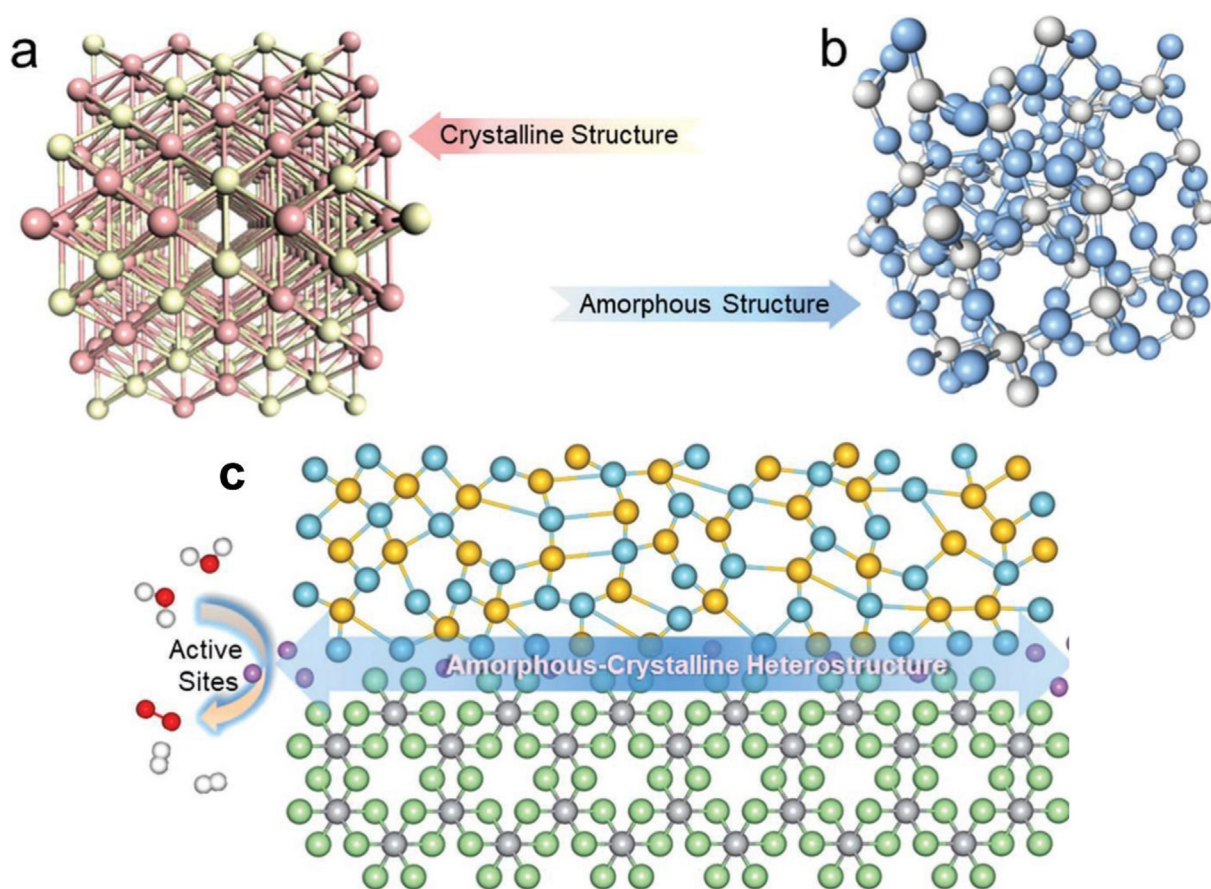 a
Crystalline Structure
b
Amorphous Structure
c
Active
Sites
Amorphous-Crystalline Heterostructure